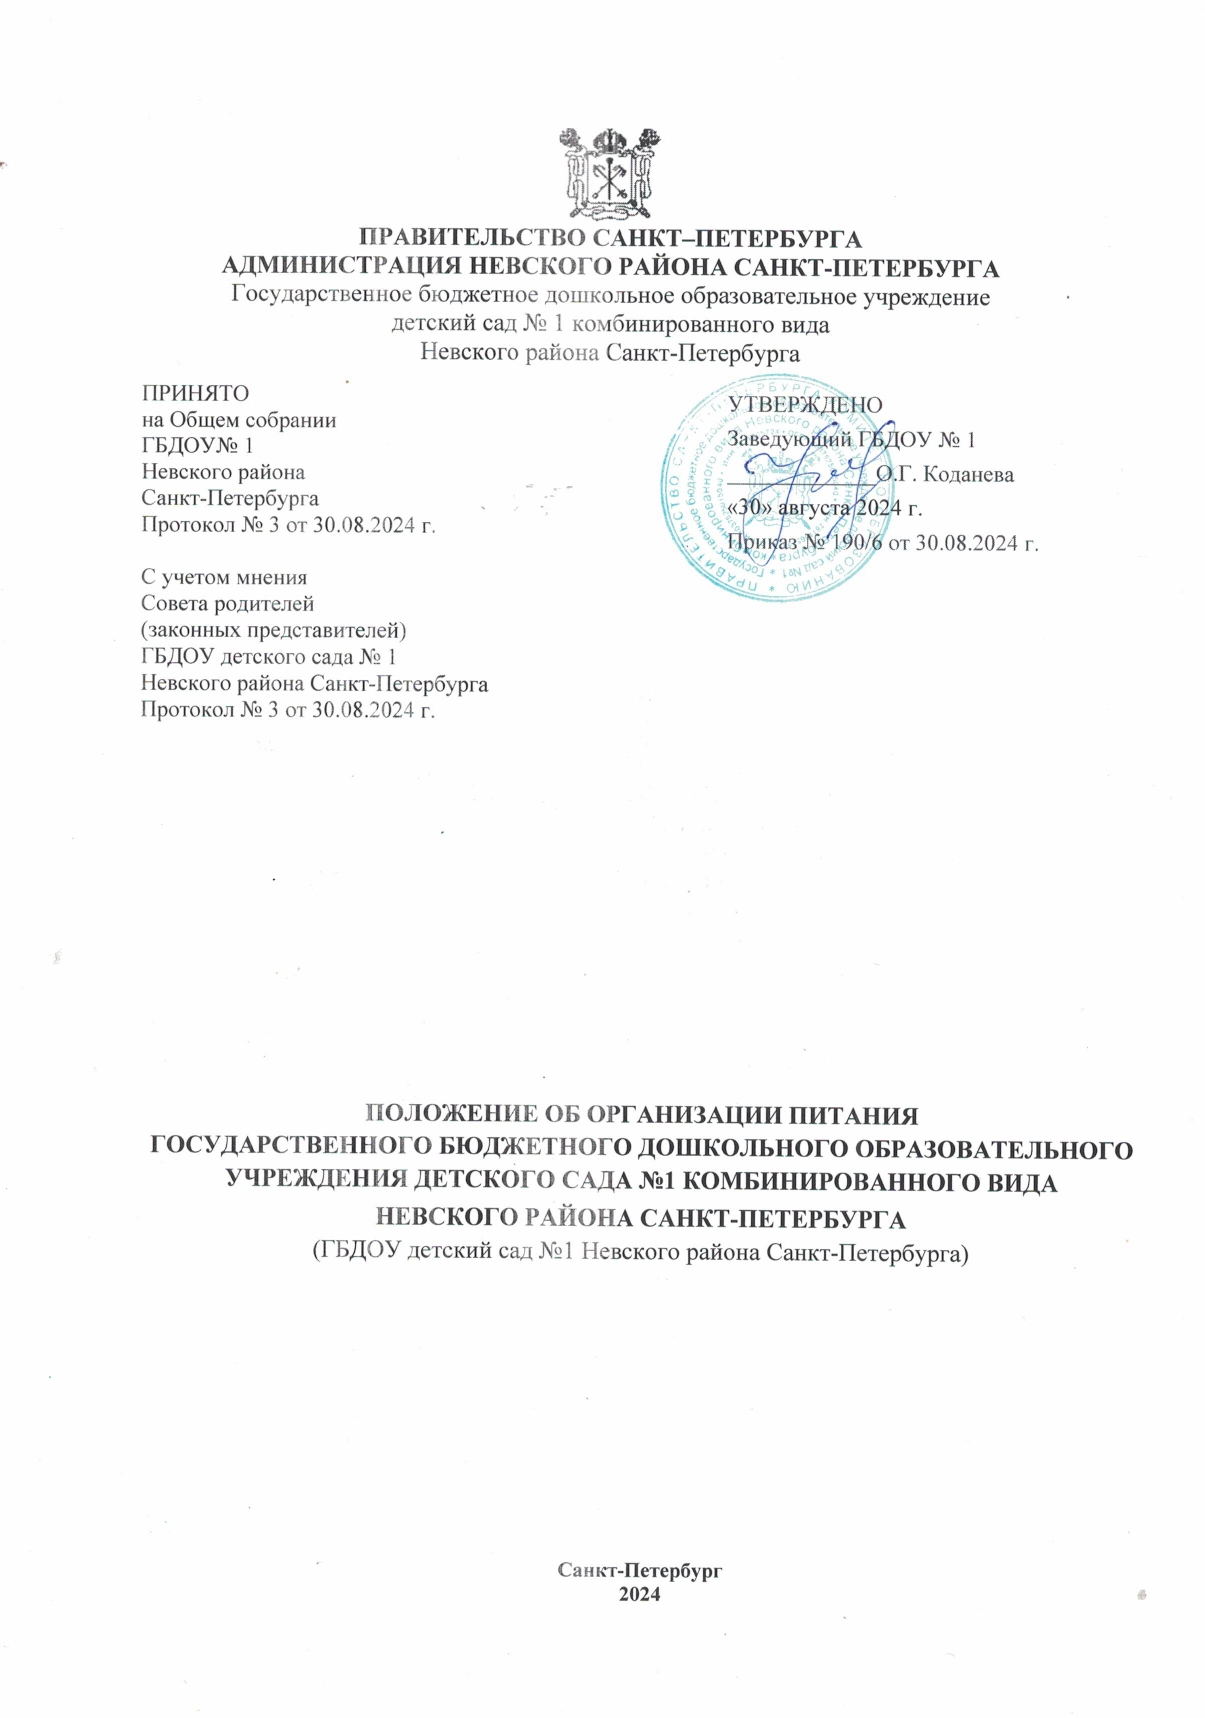 ПРАВИТЕЛЬСТВО САНКТ–ПЕТЕРБУРГА
АДМИНИСТРАЦИЯ НЕВСКОГО РАЙОНА САНКТ-ПЕТЕРБУРГА
Государственное бюджетное дошкольное образовательное учреждение
детский сад № 1 комбинированного вида
Невского района Санкт-Петербурга
ПРИНЯТО
на Общем собрании
ГБДОУ№ 1
Невского района
Санкт-Петербурга
Протокол № 3 от 30.08.2024 г.
С учетом мнения
Совета родителей
(законных представителей)
ГБДОУ детского сада № 1
Невского района Санкт-Петербурга
Протокол № 3 от 30.08.2024 г.
УТВЕРЖДЕНО
Заведующий ГБДОУ № 1
О.Г. Коданева
«30» августа 2024 г.
Приказ № 190/6 от 30.08.2024 г.
ПОЛОЖЕНИЕ ОБ ОРГАНИЗАЦИИ ПИТАНИЯ
ГОСУДАРСТВЕННОГО БЮДЖЕТНОГО ДОШКОЛЬНОГО ОБРАЗОВАТЕЛЬНОГО
УЧРЕЖДЕНИЯ ДЕТСКОГО САДА №1 КОМБИНИРОВАННОГО ВИДА
НЕВСКОГО РАЙОНА САНКТ-ПЕТЕРБУРГА
(ГБДОУ детский сад №1 Невского района Санкт-Петербурга)
Санкт-Петербург
2024